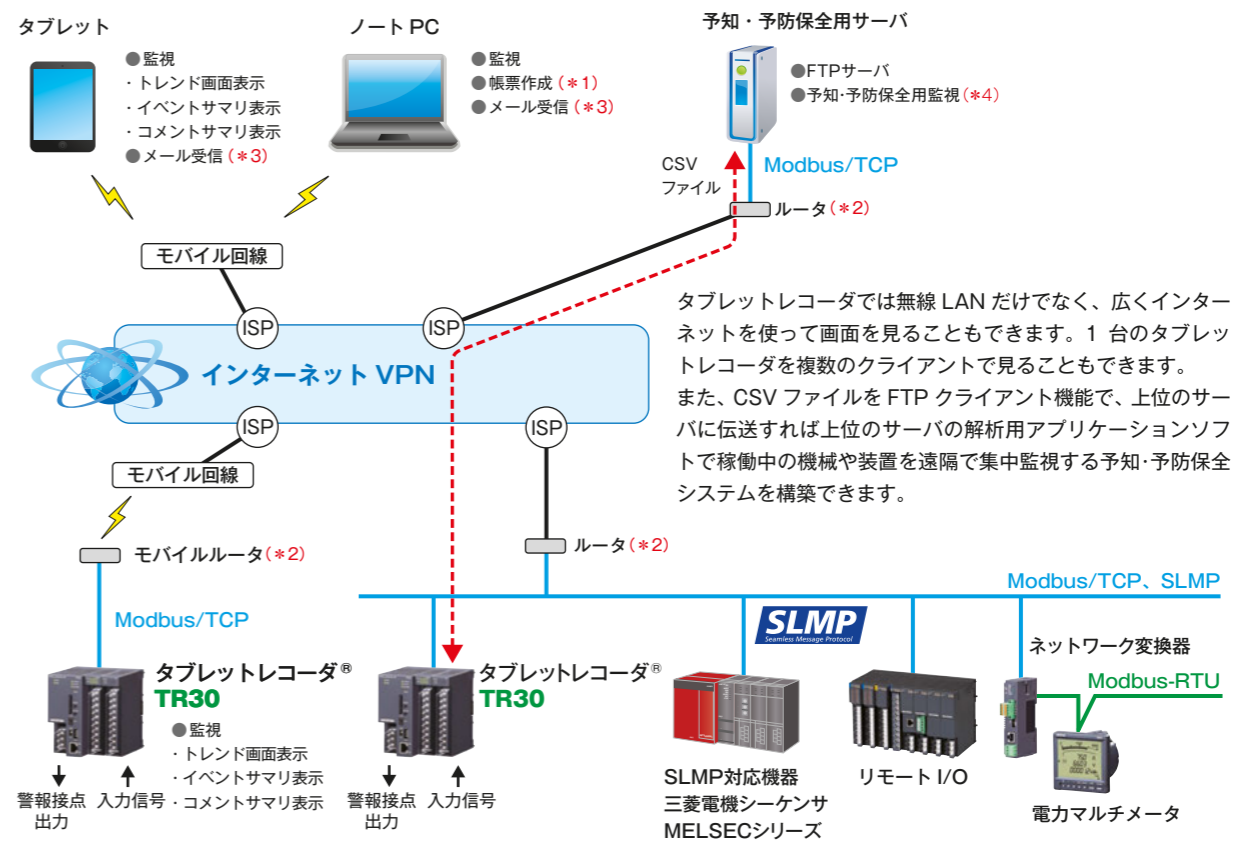 タブレット
●監視
・トレンド画面表示
・イベントサマリ表示
・コメントサマリ表示
●メール受信（＊3）
ノート PC
●監視
●帳票作成（＊1）
●メール受信（＊3）
予知・予防保全用サーバ
●FTPサーバ
●予知･予防保全用監視（＊4）
CSV
ファイル
Modbus/TCP
ルータ（＊2）
モバイル回線
ISP
ISP
インターネット VPN
タブレットレコーダでは無線 LAN だけでなく、広くインター
ネットを使って画面を見ることもできます。1 台のタブレッ
トレコーダを複数のクライアントで見ることもできます。
また、CSV ファイルを FTP クライアント機能で、上位のサー
バに伝送すれば上位のサーバの解析用アプリケーションソフ
トで稼働中の機械や装置を遠隔で集中監視する予知･予防保全
システムを構築できます。
ISP
ISP
モバイル回線
モバイルルータ（＊2）
ルータ（＊2）
Modbus/TCP
Modbus/TCP、SLMP
SLMP
Seamless Message Protocol
タブレットレコーダ®
TR30
●監視
・トレンド画面表示
・イベントサマリ表示
・コメントサマリ表示
警報接点
出力
入力信号
タブレットレコーダ®
TR30
警報接点
出力
入力信号
SLMP対応機器
三菱電機シーケンサ
MELSECシリーズ
リモート I/O
ネットワーク変換器
Modbus-RTU
電力マルチメータ